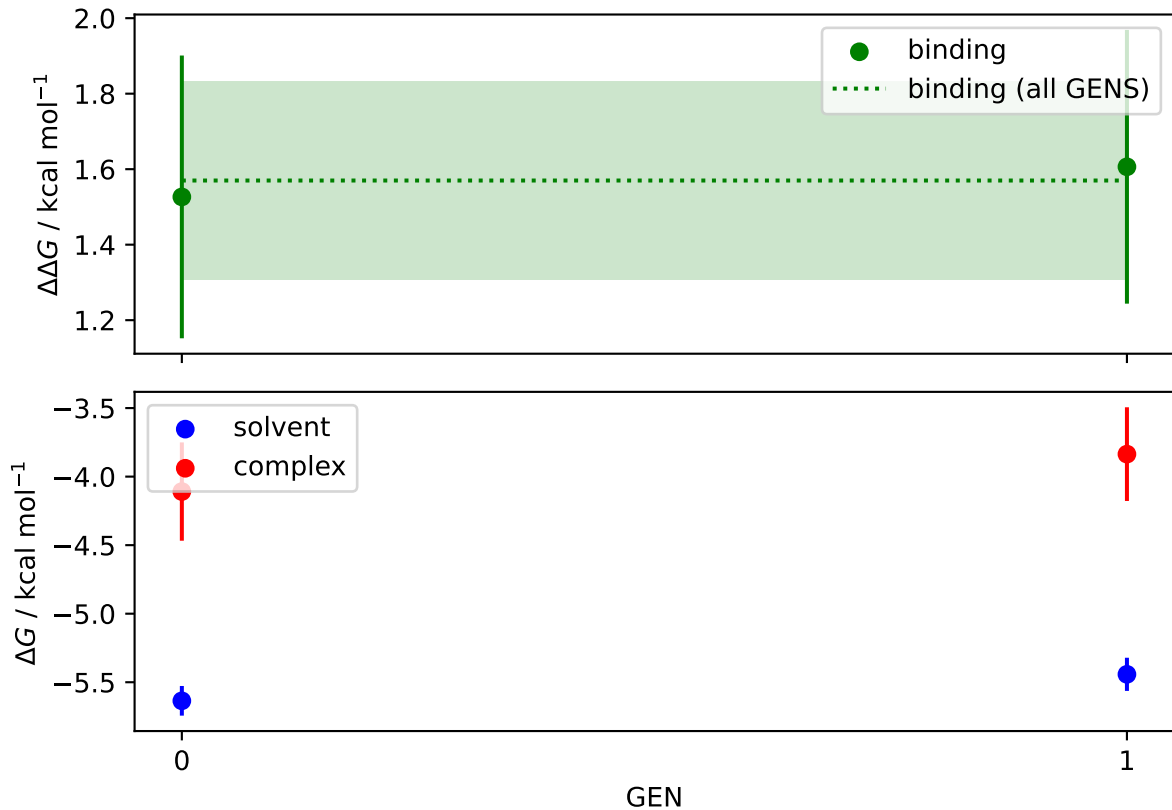 2.0
1.8
1.6
1.4
1.2
ΔΔG / kcal mol⁻¹
binding
binding (all GENS)
−3.5
−4.0
−4.5
−5.0
−5.5
ΔG / kcal mol⁻¹
solvent
complex
0
1
GEN